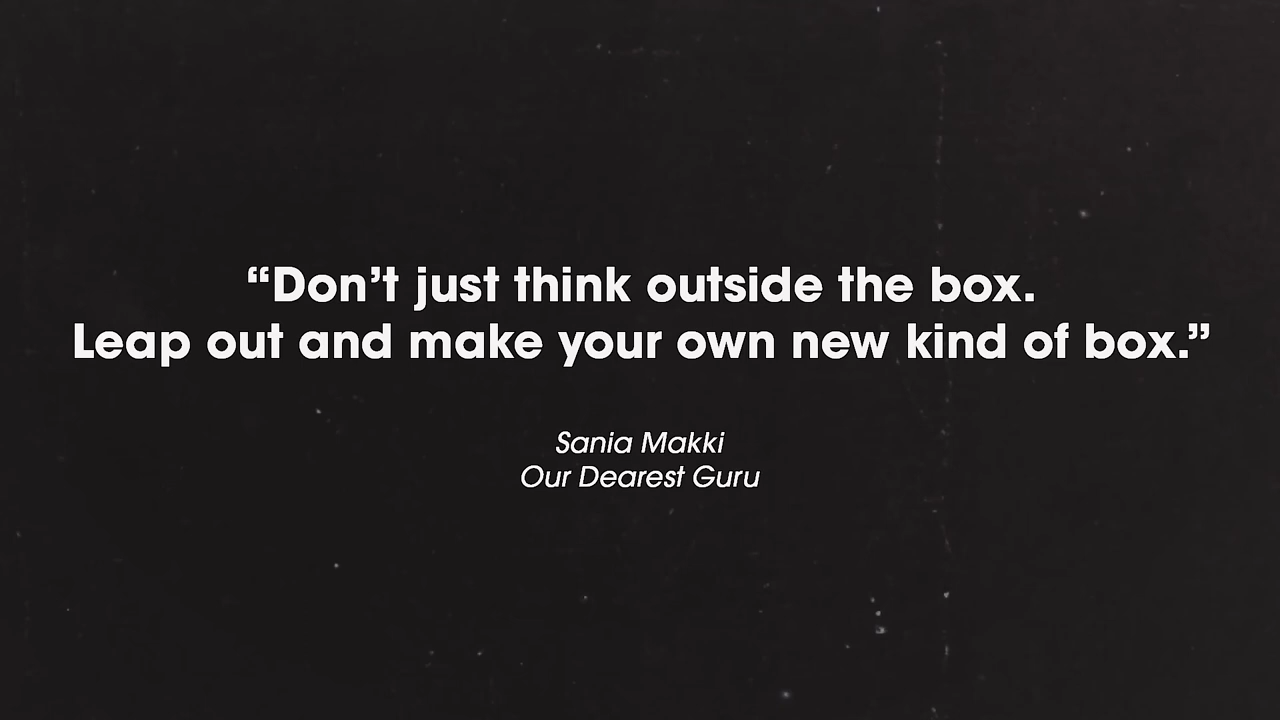 “Don’t just think outside the box.
Leap out and make your own new kind of box.”
Sania Makki
Our Dearest Guru